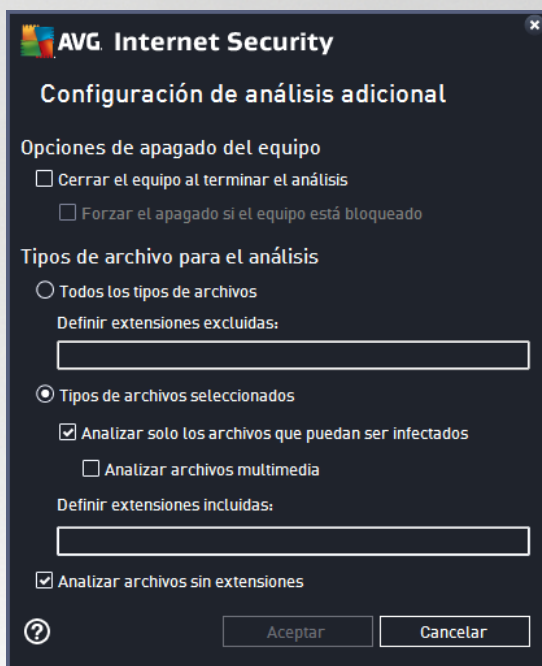 AVG. Internet Security
Configuración de análisis adicional
Opciones de apagado del equipo
Cerrar el equipo al terminar el análisis
Forzar el apagado si el equipo está bloqueado
Tipos de archivo para el análisis
Todos los tipos de archivos
Definir extensiones excluidas:
Tipos de archivos seleccionados
Analizar solo los archivos que puedan ser infectados
Analizar archivos multimedia
Definir extensiones incluidas:
Analizar archivos sin extensiones
? Aceptar Cancelar